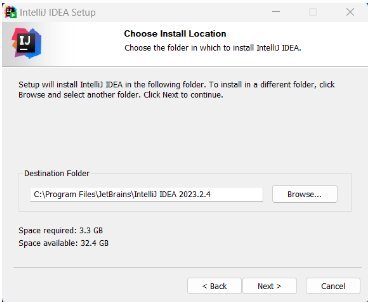 IntelliJ IDEA Setup
IJ
Choose Install Location
Choose the folder in which to install IntelliJ IDEA.
Setup will install IntelliJ IDEA in the following folder. To install in a different folder, click
Browse and select another folder. Click Next to continue.
Destination Folder
C:\Program Files\JetBrains\IntelliJ IDEA 2023.2.4
Browse...
Space required: 3.3 GB
Space available: 32.4 GB
< Back
Next >
Cancel